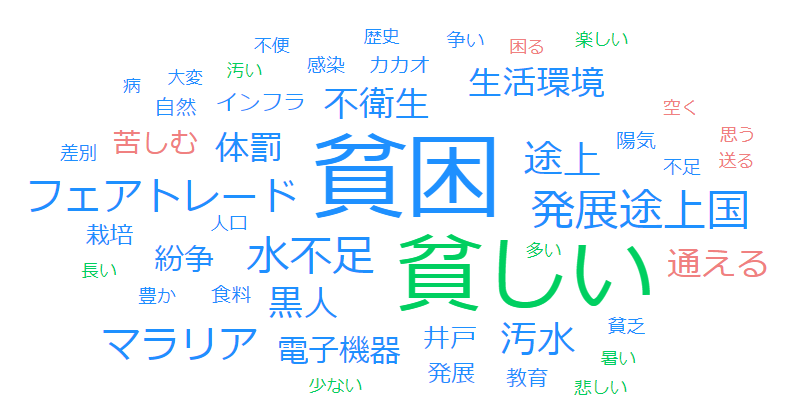 歴史
争い
困る
楽しい
不便
感染
カカオ
汚い
大変
病
生活環境
自然
インフラ
不衛生
空く
差別
苦しむ
体罰
貧困
途上
陽気
思う
送る
不足
フェアトレード
発展途上国
人口
栽培
紛争
水不足
貧しい
多い
通える
長い
豊か
食料
黒人
マラリア
電子機器
井戸
汚水
貧乏
暑い
発展
教育
少ない
悲しい